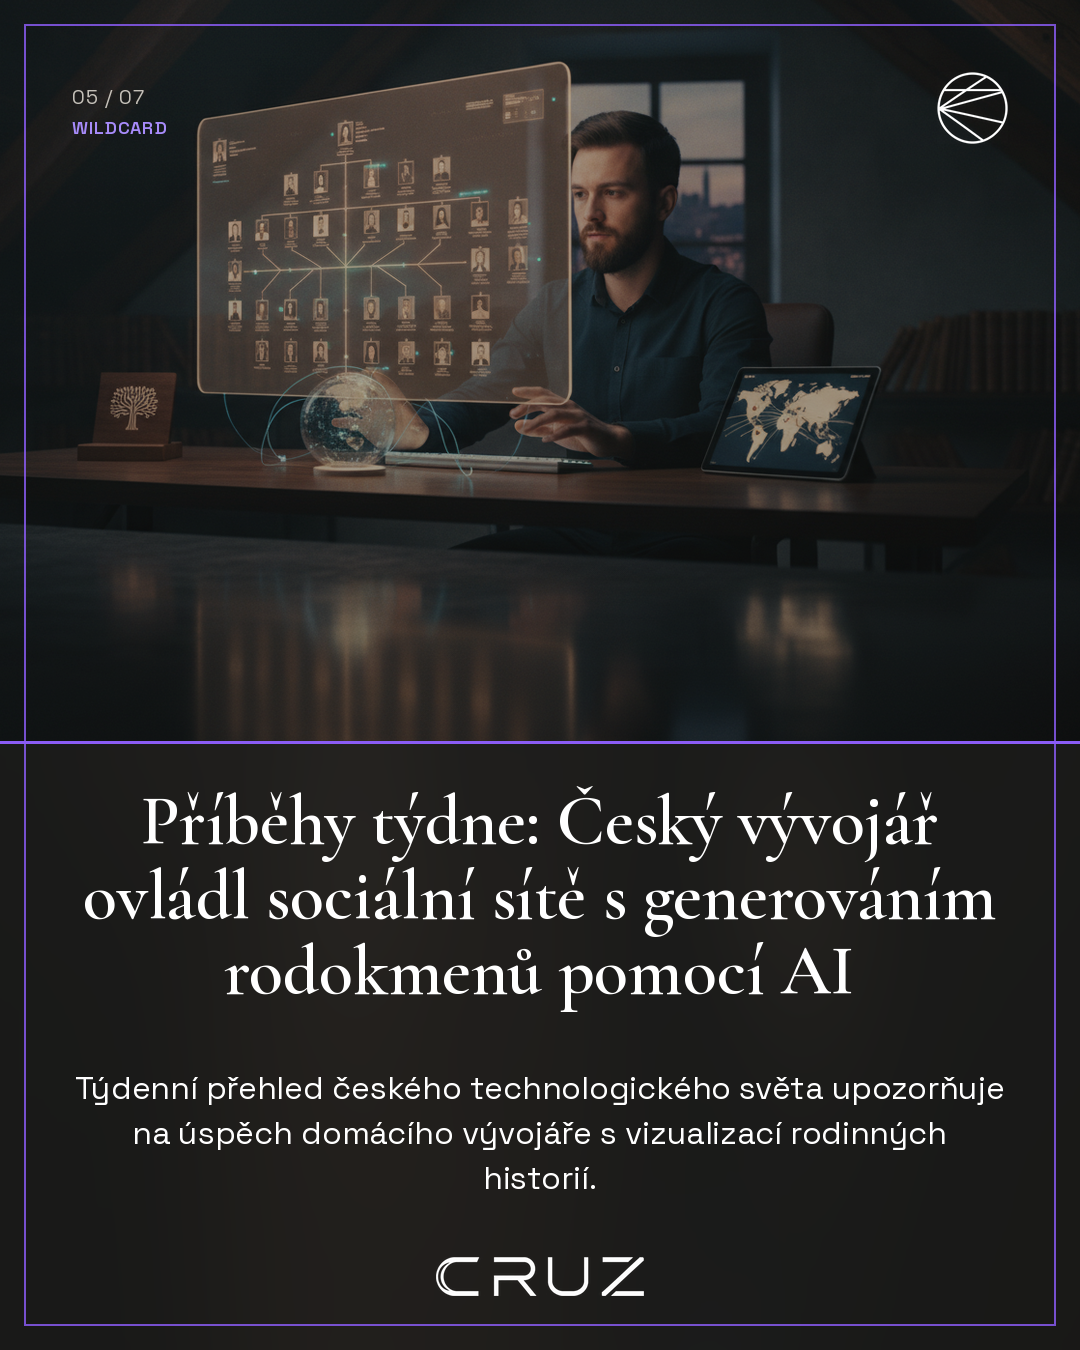 05 / 07
WILDCARD
Příběhy týdne: Český vývojář
ovládl sociální sítě s generováním
rodokmenů pomocí AI
Týdenní přehled českého technologického světa upozorňuje
na úspěch domácího vývojáře s vizualizací rodinných
historií.
CRUZ